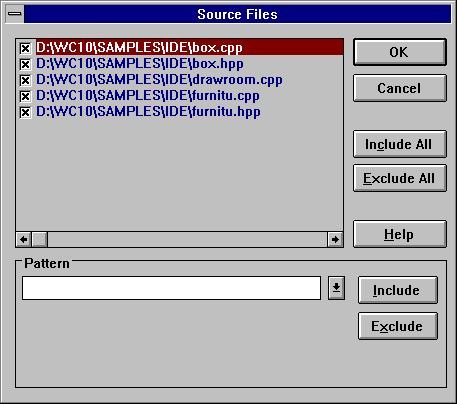 Source Files
D:\WC10\SAMPLES\IDE\box.cpp
D:\WC10\SAMPLES\IDE\box.hpp
D:\WC10\SAMPLES\IDE\drawroom.cpp
D:\WC10\SAMPLES\IDE\furnitu.cpp
D:\WC10\SAMPLES\IDE\furnitu.hpp
OK
Cancel
Include All
Exclude All
Help
Pattern
Include
Exclude